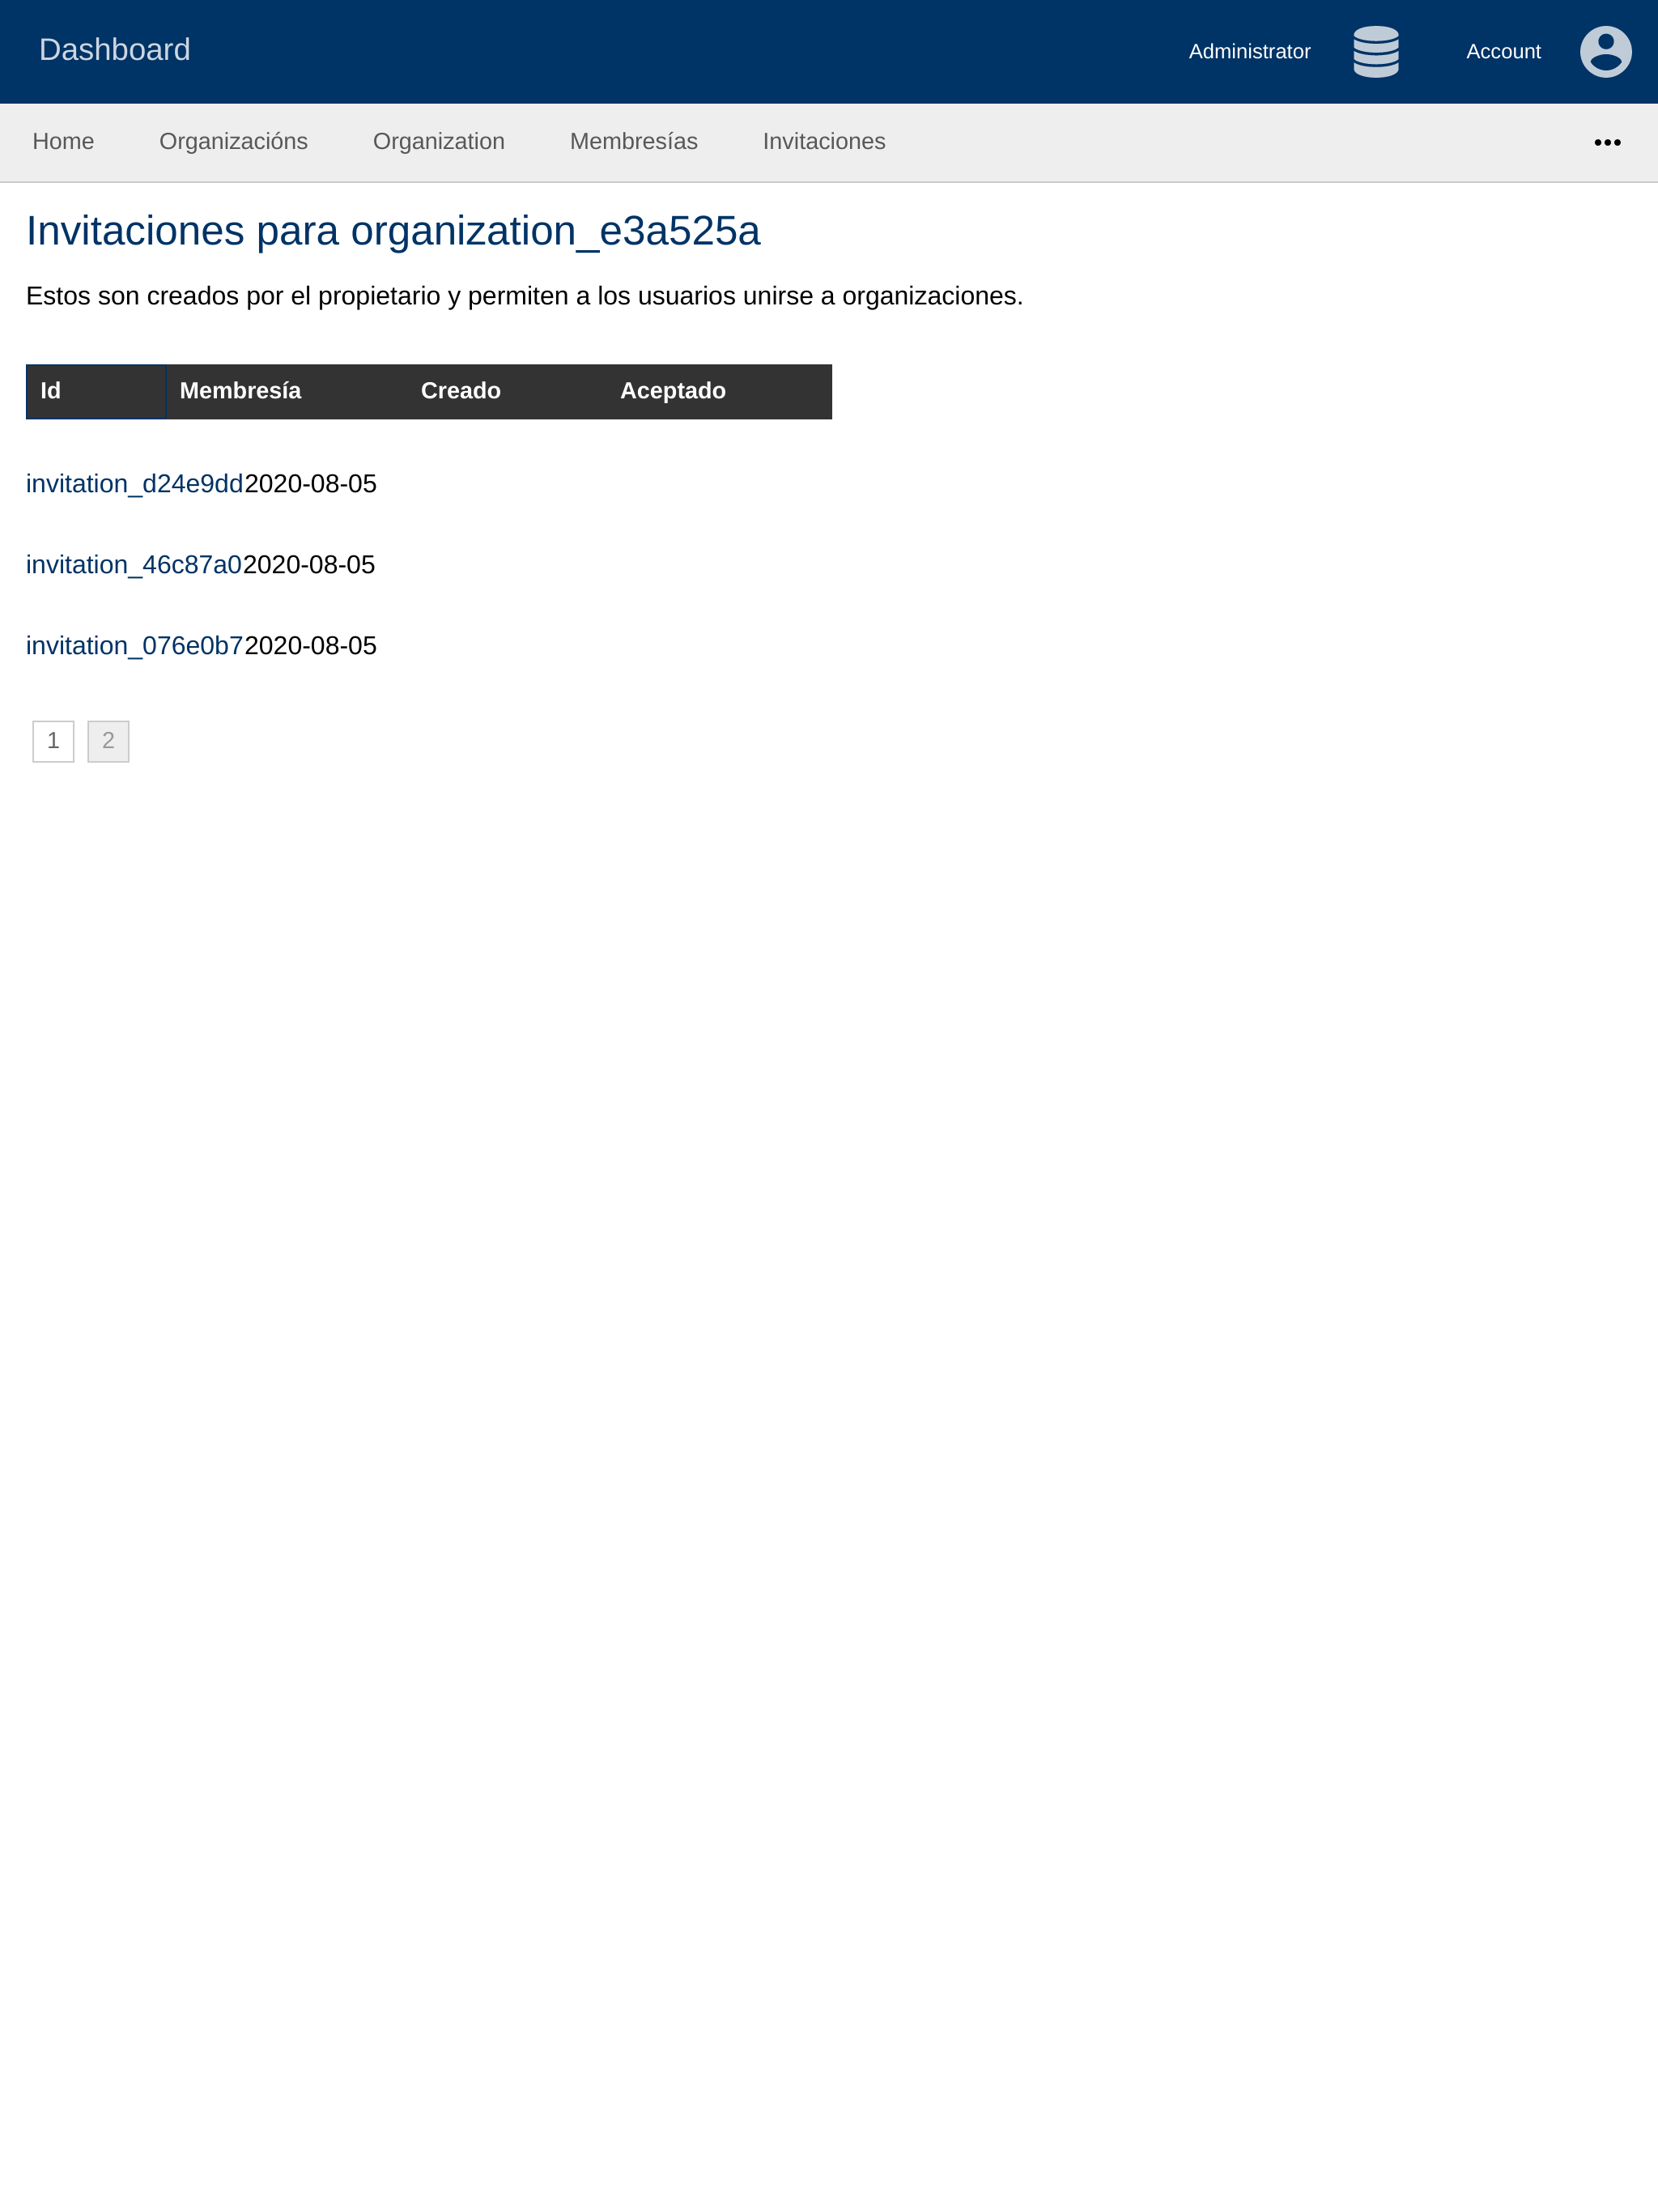 Dashboard Administrator Account
Home Organizacións Organization Membresías Invitaciones
Invitaciones para organization_e3a525a
Estos son creados por el propietario y permiten a los usuarios unirse a organizaciones.
Id Membresía Creado Aceptado
invitation_d24e9dd2020-08-05
invitation_46c87a02020-08-05
invitation_076e0b72020-08-05
1 2